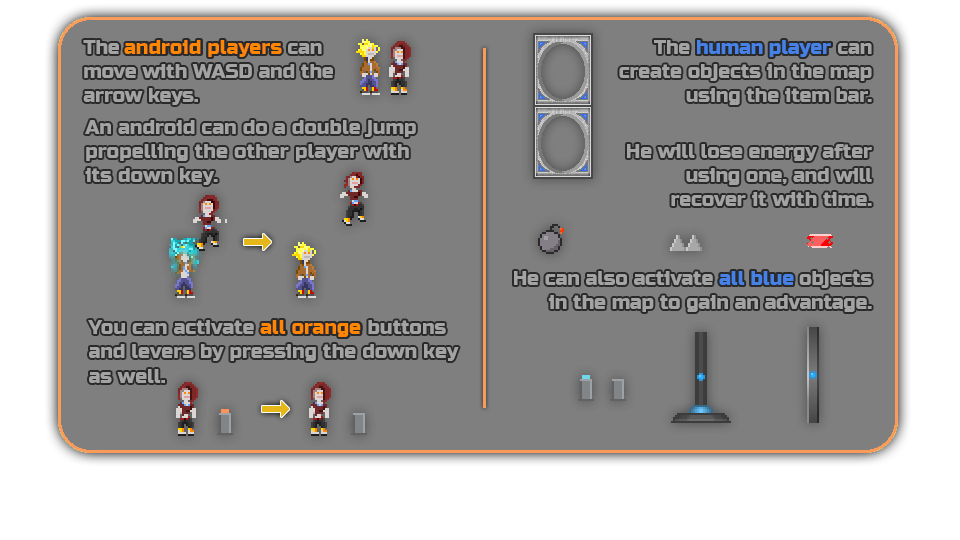 The android players can
move with WASD and the
arrow keys.
An android can do a double jump
propelling the other player with
its down key.
You can activate all orange buttons
and levers by pressing the down key
as well.
The human player can
create objects in the map
using the item bar.
He will lose energy after
using one, and will
recover it with time.
He can also activate all blue objects
in the map to gain an advantage.